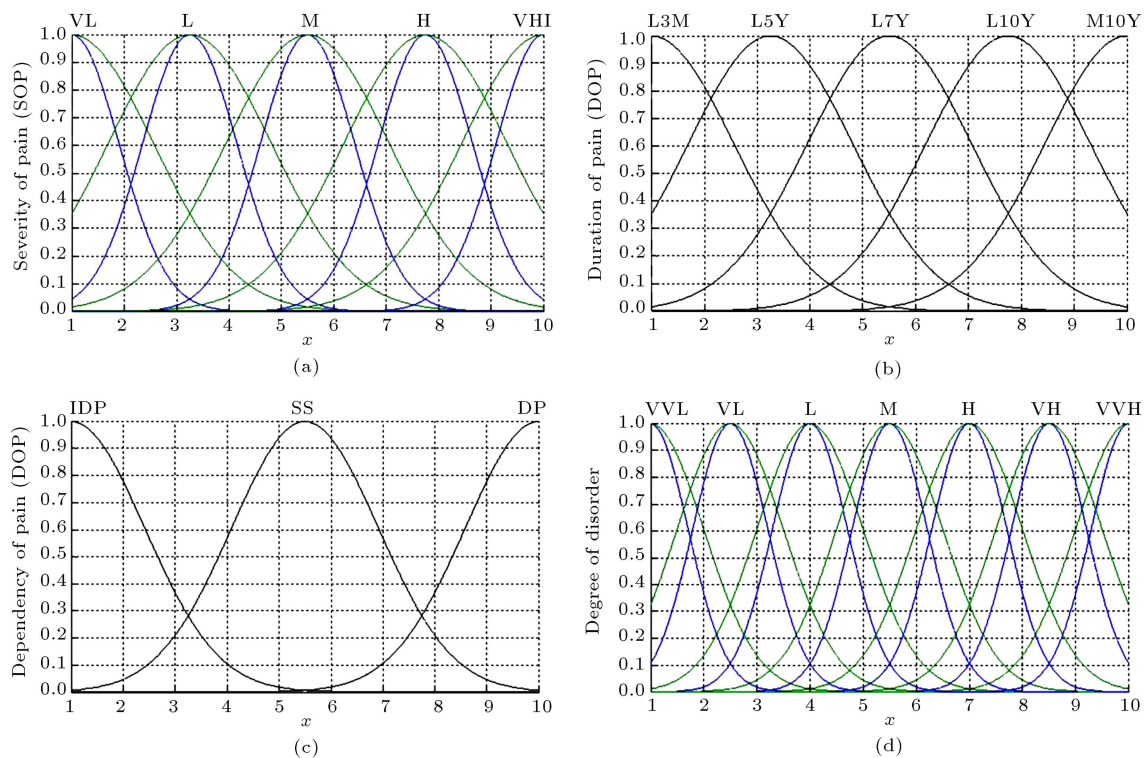 VL L M H VHI
1.0
0.9
0.8
0.7
0.6
0.5
0.4
0.3
0.2
0.1
0.0
Severity of pain (SOP)
1 2 3 4 5 6 7 8 9 10
x
(a)
L3M L5Y L7Y L10Y M10Y
1.0
0.9
0.8
0.7
0.6
0.5
0.4
0.3
0.2
0.1
0.0
Duration of pain (DOP)
1 2 3 4 5 6 7 8 9 10
x
(b)
IDP SS DP
1.0
0.9
0.8
0.7
0.6
0.5
0.4
0.3
0.2
0.1
0.0
Dependency of pain (DOP)
1 2 3 4 5 6 7 8 9 10
x
(c)
VVL VL L M H VH VVH
1.0
0.9
0.8
0.7
0.6
0.5
0.4
0.3
0.2
0.1
0.0
Degree of disorder
1 2 3 4 5 6 7 8 9 10
x
(d)